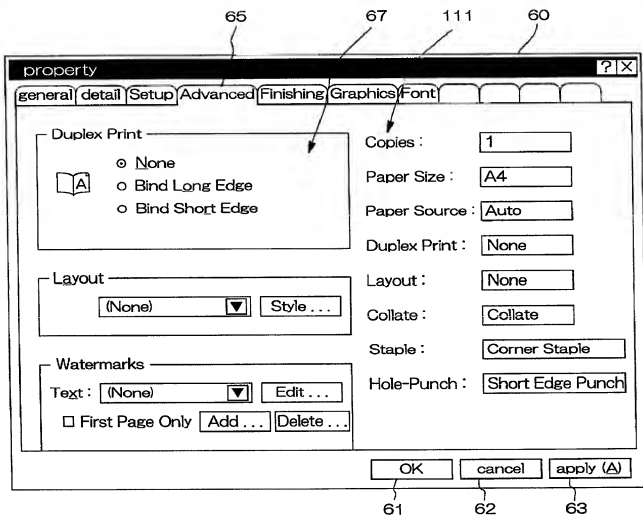 65 67 111 60
property ? X
general detail Setup Advanced Finishing Graphics Font
Duplex Print
A
None
Bind Long Edge
Bind Short Edge
Layout
(None) Style . . .
Watermarks
Text : (None) Edit . . .
First Page Only Add . . . Delete . . .
Copies : 1
Paper Size : A4
Paper Source : Auto
Duplex Print : None
Layout : None
Collate : Collate
Staple : Corner Staple
Hole-Punch : Short Edge Punch
OK cancel apply (A)
61 62 63